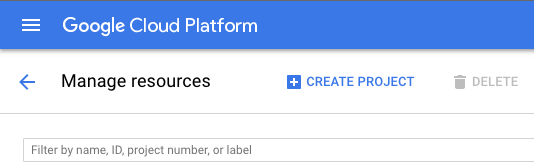 Google Cloud Platform
Manage resources CREATE PROJECT DELETE
Filter by name, ID, project number, or label